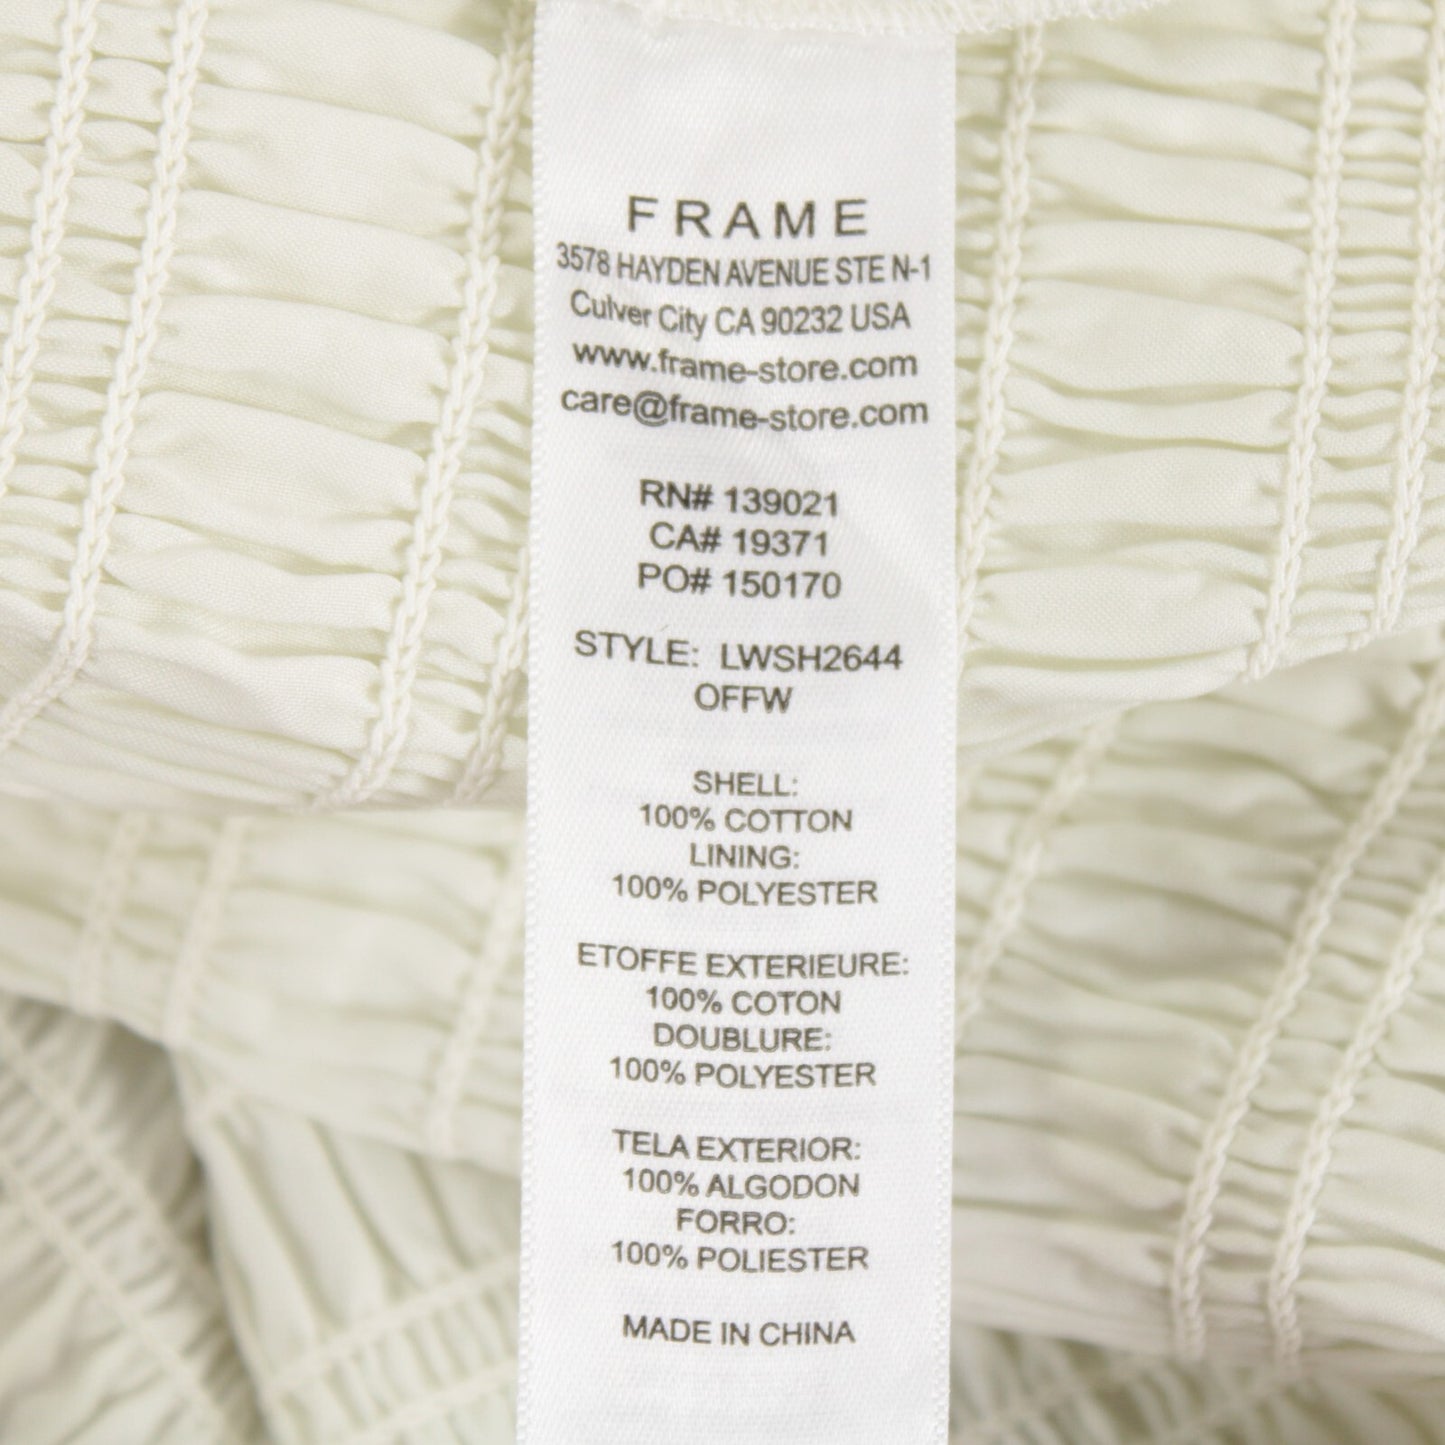 FRAME
3578 HAYDEN AVENUE STE N-1
Culver City CA 90232 USA
www.frame-store.com
care@frame-store.com
RN# 139021
CA# 19371
PO# 150170
STYLE: LWSH2644
OFFW
SHELL:
100% COTTON
LINING:
100% POLYESTER
ETOFFE EXTERIEURE:
100% COTON
DOUBLURE:
100% POLYESTER
TELA EXTERIOR:
100% ALGODON
FORRO:
100% POLIESTER
MADE IN CHINA